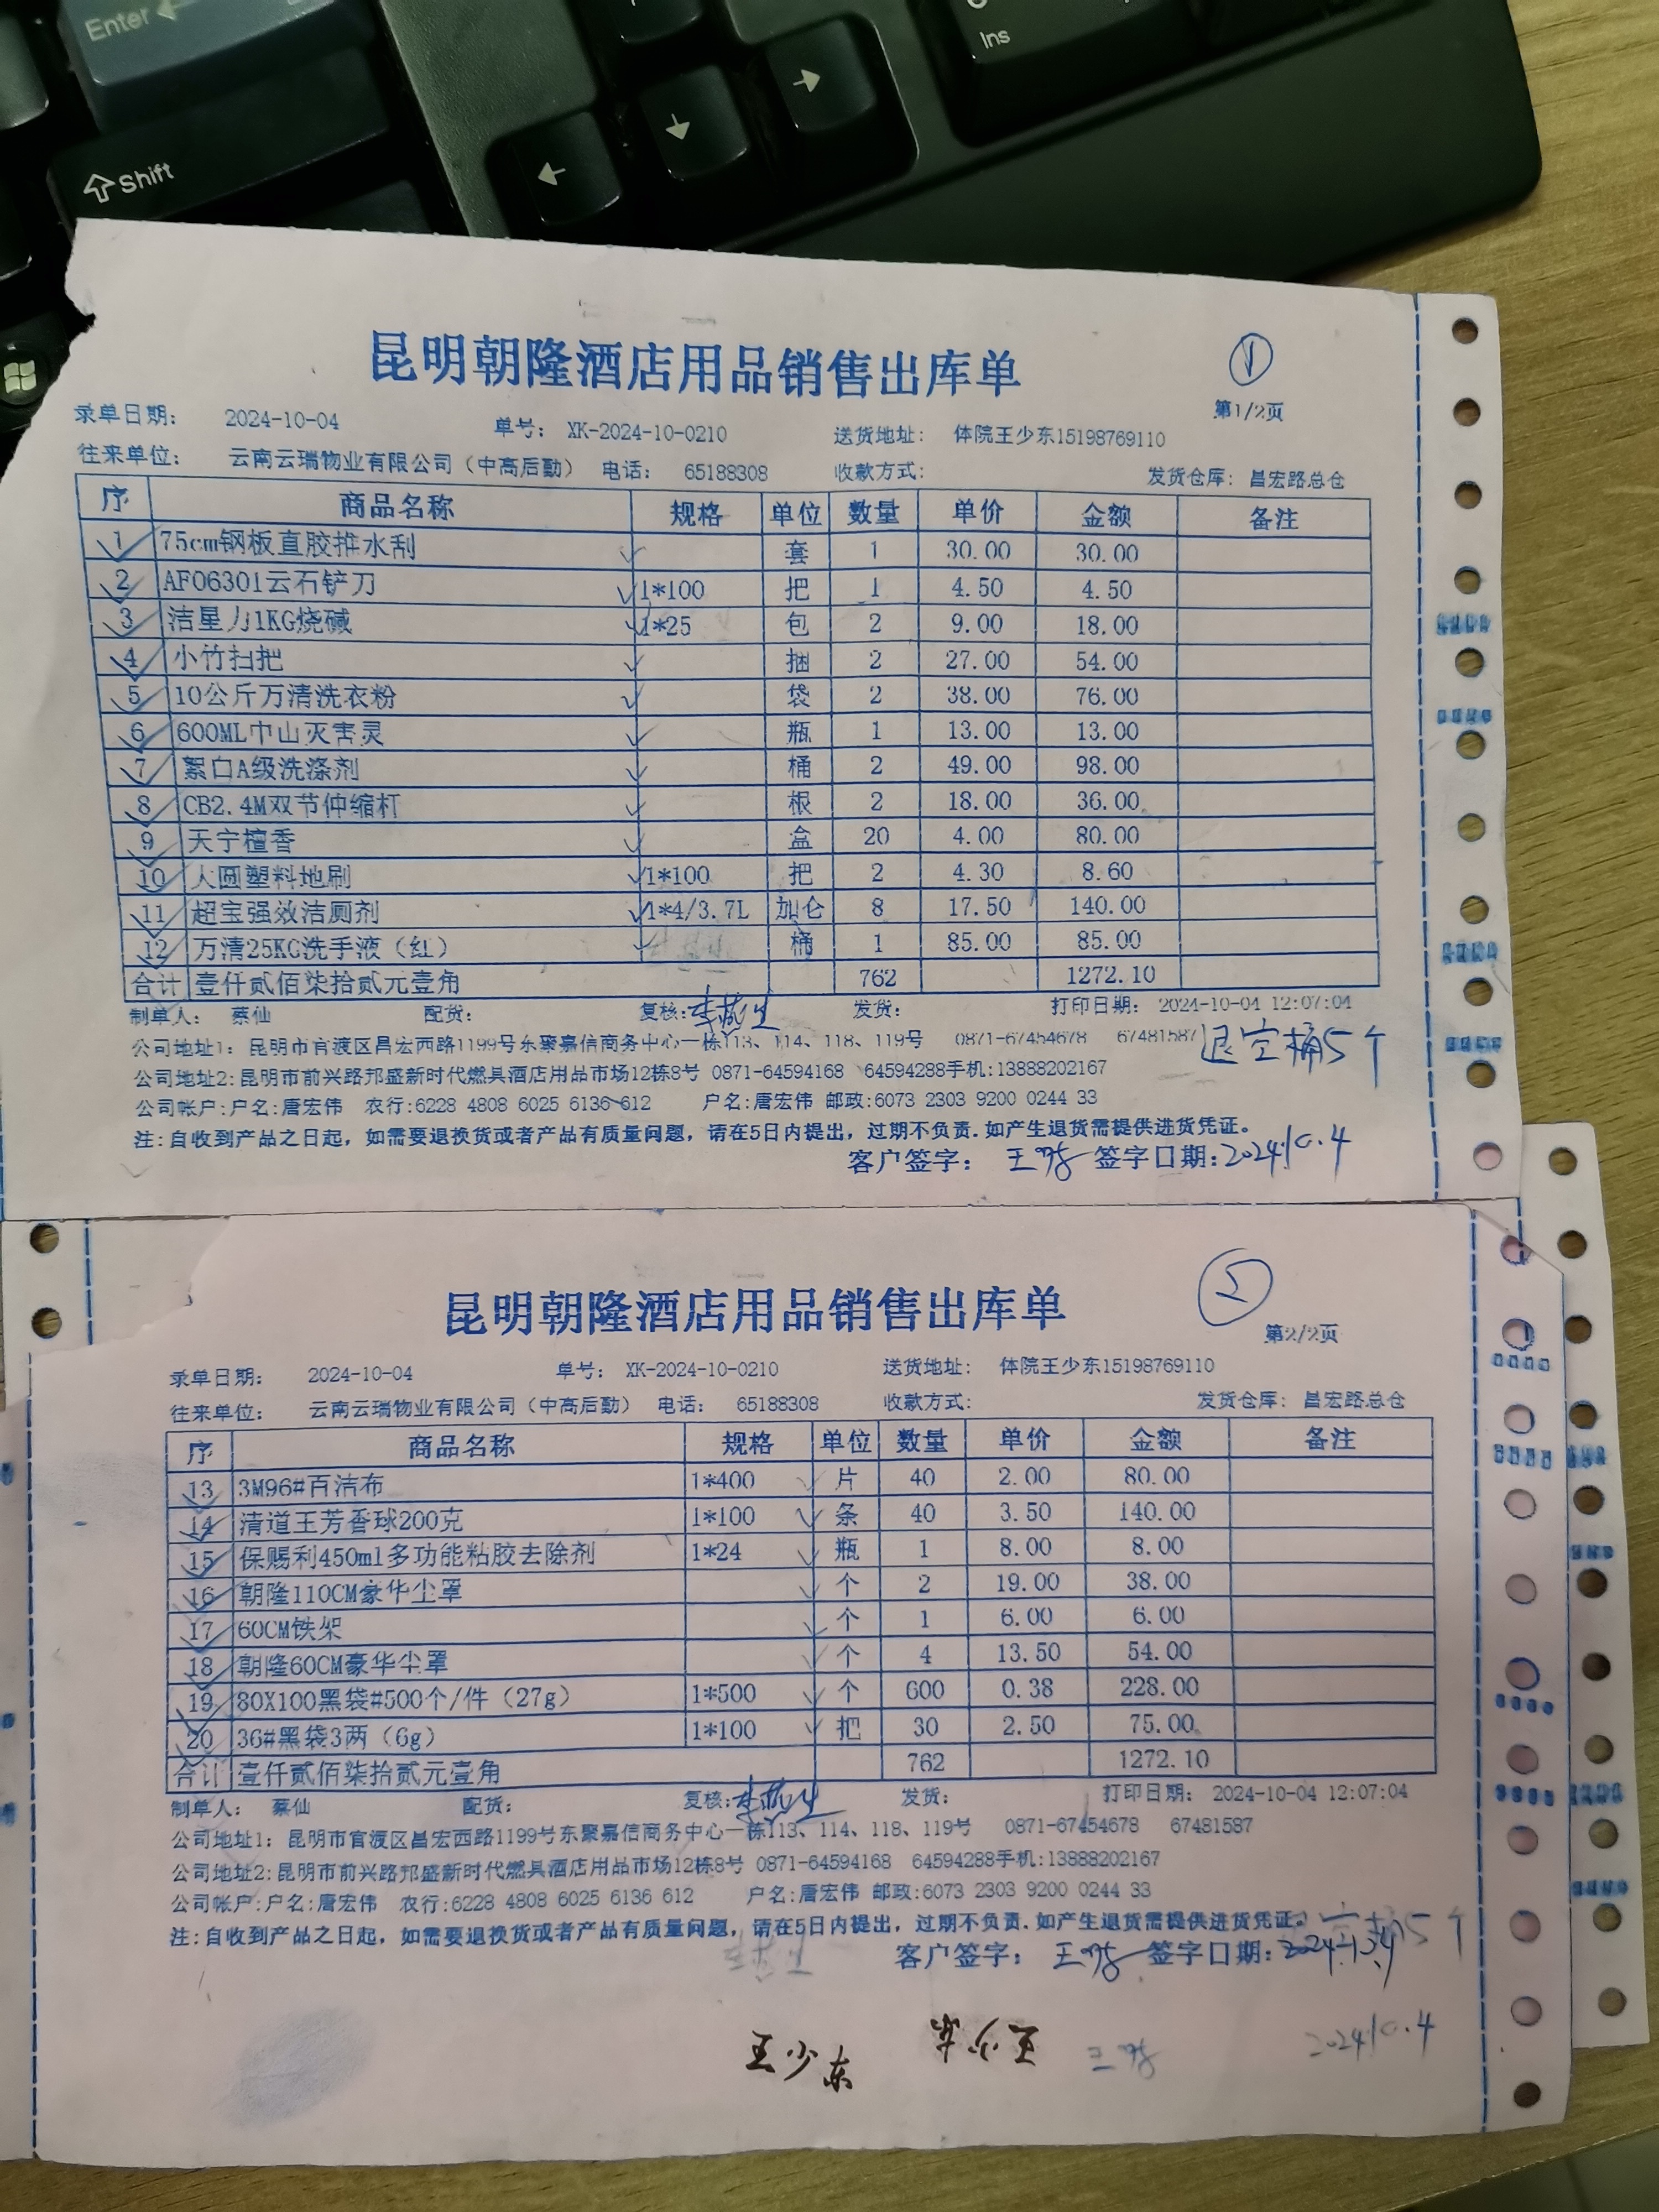 Enter
Shift
Ins
昆明朝隆酒店用品销售出库单
1
第1/2页
录单日期： 2024-10-04 单号： XK-2024-10-0210 送货地址： 体院王少东15198769110
往来单位： 云南云瑞物业有限公司（中高后勤） 电话： 65188308 收款方式： 发货仓库：昌宏路总仓
序 商品名称 规格 单位 数量 单价 金额 备注
1 75cm钢板直胶推水刮 套 1 30.00 30.00
2 AF06301云石铲刀 1*100 把 1 4.50 4.50
3 洁星力1KG烧碱 1*25 包 2 9.00 18.00
4 小竹扫把 捆 2 27.00 54.00
5 10公斤万清洗衣粉 袋 2 38.00 76.00
6 600ML中山灭害灵 瓶 1 13.00 13.00
7 絮白A级洗涤剂 桶 2 49.00 98.00
8 CB2.4M双节伸缩杆 根 2 18.00 36.00
9 天宁檀香 盒 20 4.00 80.00
10 大圆塑料地刷 1*100 把 2 4.30 8.60
11 超宝强效洁厕剂 1*4/3.7L 加仑 8 17.50 140.00
12 万清25KG洗手液（红） 桶 1 85.00 85.00
合计 壹仟贰佰柒拾贰元壹角 762 1272.10
制单人： 蔡仙 配货： 复核： 发货： 打印日期： 2024-10-04 12:07:04
公司地址1：昆明市官渡区昌宏西路1199号东聚嘉信商务中心一栋113、114、118、119号 0871-67454678 67481587 退空桶5个
公司地址2:昆明市前兴路邦盛新时代燃具酒店用品市场12栋8号 0871-64594168 64594288手机:13888202167
公司帐户:户名:唐宏伟 农行:6228 4808 6025 6136 612 户名:唐宏伟 邮政:6073 2303 9200 0244 33
注:自收到产品之日起，如需要退换货或者产品有质量问题，请在5日内提出，过期不负责.如产生退货需提供进货凭证。
客户签字： 签字日期:2024.10.4
昆明朝隆酒店用品销售出库单
2
第2/2页
录单日期： 2024-10-04 单号： XK-2024-10-0210 送货地址： 体院王少东15198769110
往来单位： 云南云瑞物业有限公司（中高后勤） 电话： 65188308 收款方式： 发货仓库：昌宏路总仓
序 商品名称 规格 单位 数量 单价 金额 备注
13 3M96#百洁布 1*400 片 40 2.00 80.00
14 清道王芳香球200克 1*100 条 40 3.50 140.00
15 保赐利450ml多功能粘胶去除剂 1*24 瓶 1 8.00 8.00
16 朝隆110CM豪华尘罩 个 2 19.00 38.00
17 60CM铁架 个 1 6.00 6.00
18 朝隆60CM豪华尘罩 个 4 13.50 54.00
19 80X100黑袋#500个/件（27g） 1*500 个 600 0.38 228.00
20 36#黑袋3两（6g） 1*100 把 30 2.50 75.00
合计 壹仟贰佰柒拾贰元壹角 762 1272.10
制单人： 蔡仙 配货： 复核： 发货： 打印日期： 2024-10-04 12:07:04
公司地址1：昆明市官渡区昌宏西路1199号东聚嘉信商务中心一栋113、114、118、119号 0871-67454678 67481587
公司地址2:昆明市前兴路邦盛新时代燃具酒店用品市场12栋8号 0871-64594168 64594288手机:13888202167
公司帐户:户名:唐宏伟 农行:6228 4808 6025 6136 612 户名:唐宏伟 邮政:6073 2303 9200 0244 33
注:自收到产品之日起，如需要退换货或者产品有质量问题，请在5日内提出，过期不负责.如产生退货需提供进货凭证。
客户签字： 签字日期:
王少东 2024.10.4